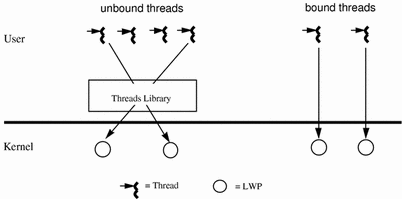 unbound threads
bound threads
User
Threads Library
Kernel
= Thread
= LWP